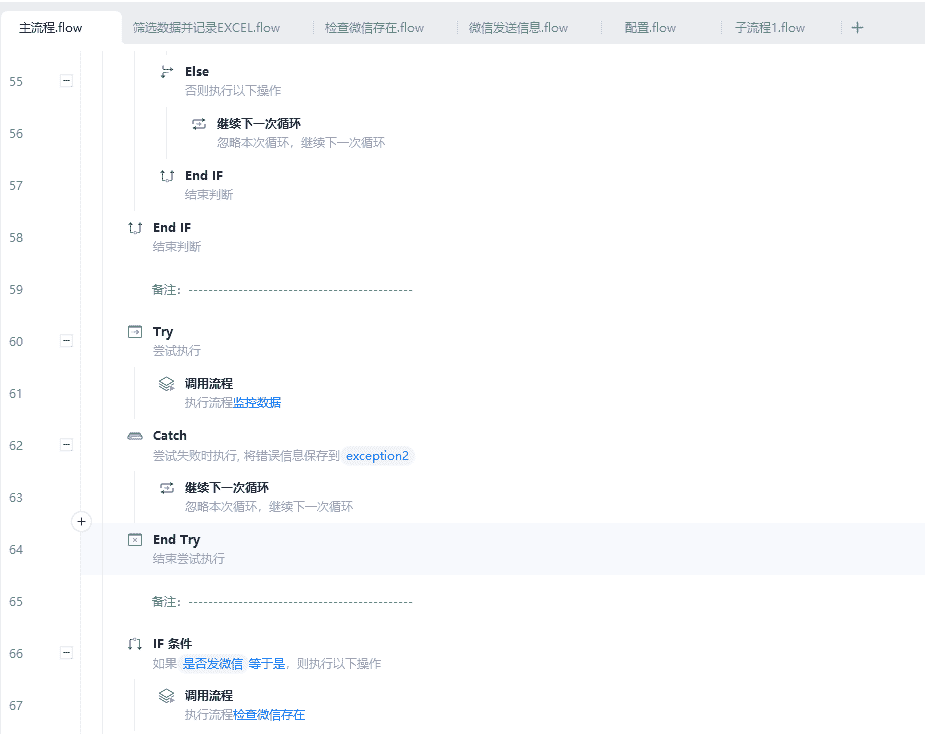 主流程.flow 筛选数据并记录EXCEL.flow 检查微信存在.flow 微信发送信息.flow 配置.flow 子流程1.flow
55 Else
否则执行以下操作
56 继续下一次循环
忽略本次循环，继续下一次循环
57 End IF
结束判断
58 End IF
结束判断
59 备注：---------------------------------------------
60 Try
尝试执行
61 调用流程
执行流程监控数据
62 Catch
尝试失败时执行, 将错误信息保存到 exception2
63 继续下一次循环
忽略本次循环，继续下一次循环
64 End Try
结束尝试执行
65 备注：---------------------------------------------
66 IF 条件
如果 是否发微信 等于是，则执行以下操作
67 调用流程
执行流程检查微信存在